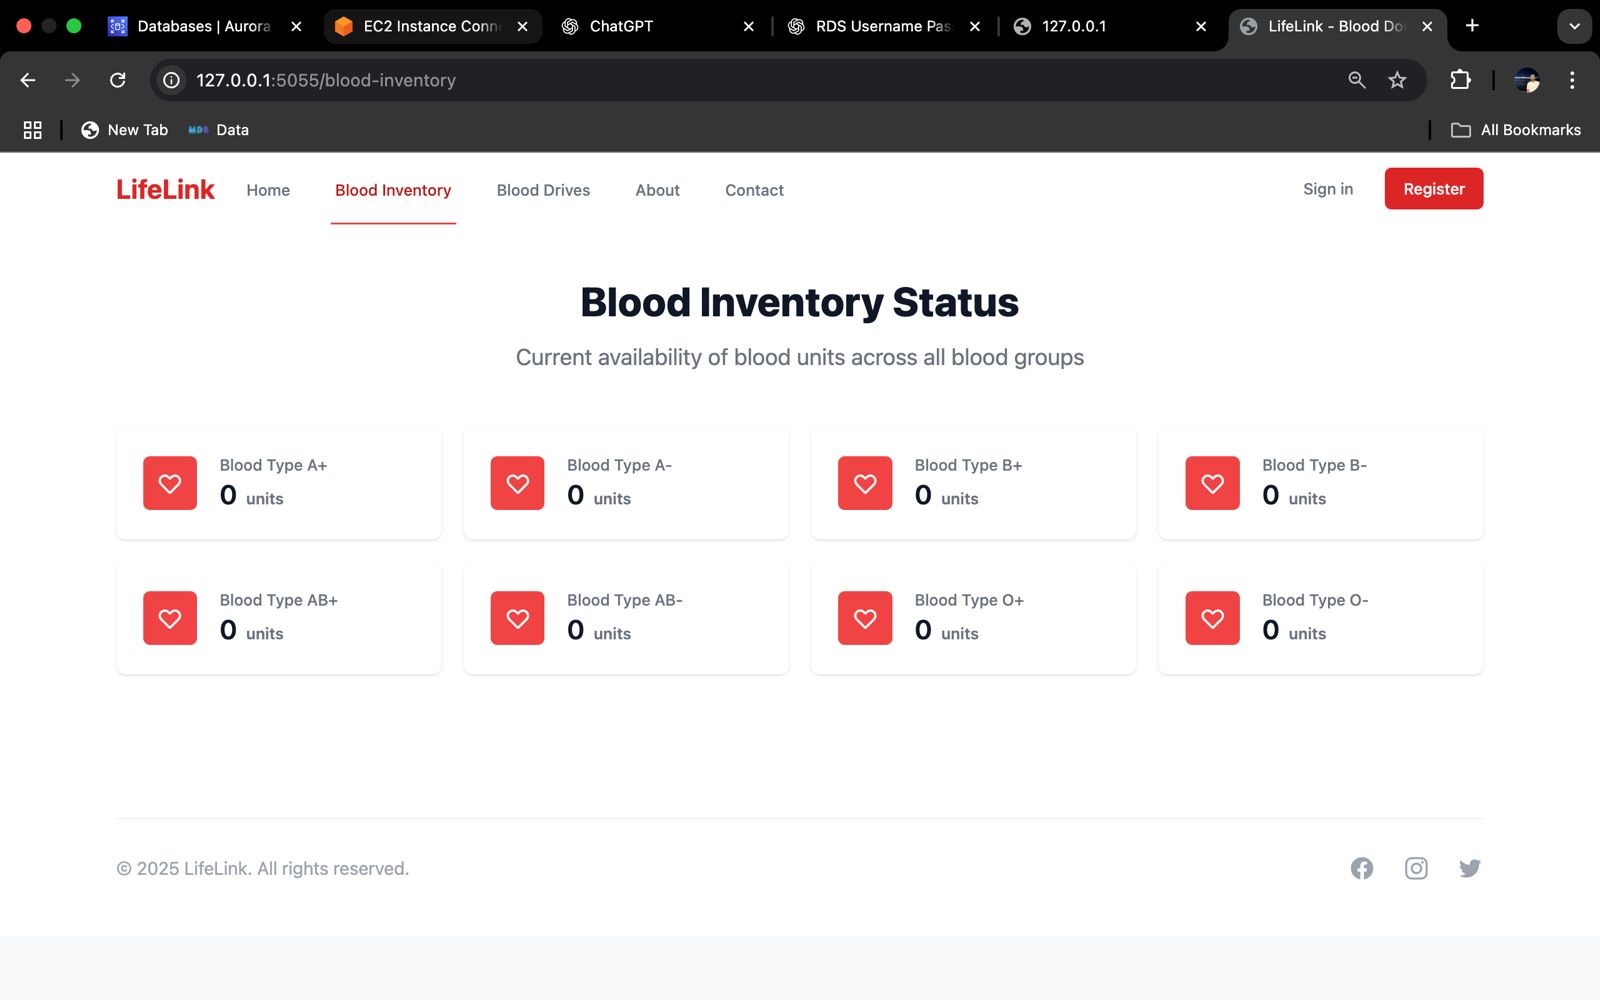 Databases | Aurora
EC2 Instance Conn
ChatGPT
RDS Username Pas
127.0.0.1
LifeLink - Blood Do
127.0.0.1:5055/blood-inventory
New Tab
MDB Data
All Bookmarks
LifeLink Home Blood Inventory Blood Drives About Contact Sign in Register
Blood Inventory Status
Current availability of blood units across all blood groups
Blood Type A+
0 units
Blood Type A-
0 units
Blood Type B+
0 units
Blood Type B-
0 units
Blood Type AB+
0 units
Blood Type AB-
0 units
Blood Type O+
0 units
Blood Type O-
0 units
© 2025 LifeLink. All rights reserved.